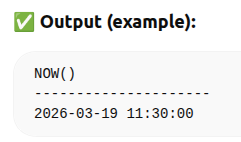 ✅ Output (example):
NOW()
---------------------
2026-03-19 11:30:00